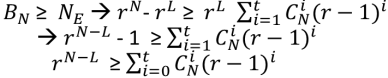 B_N ≥ N_E → r^N - r^L ≥ r^L ∑_{i=1}^{t} C_N^i (r − 1)^i
→ r^{N−L} - 1 ≥ ∑_{i=1}^{t} C_N^i (r − 1)^i
r^{N−L} ≥ ∑_{i=0}^{t} C_N^i (r − 1)^i